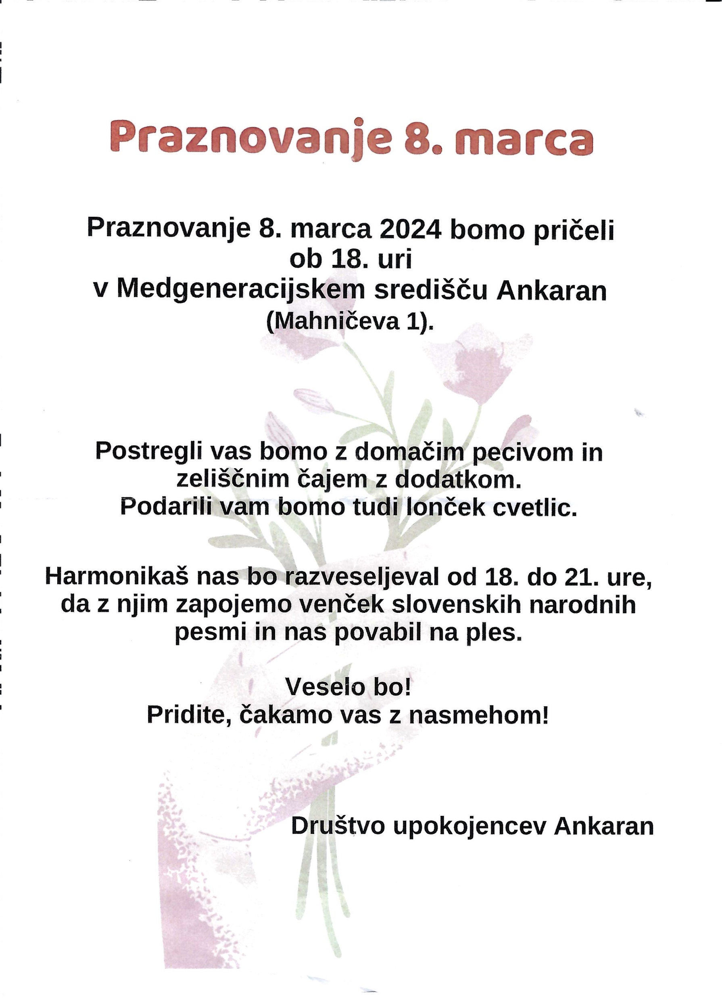 Praznovanje 8. marca
Praznovanje 8. marca 2024 bomo pričeli
ob 18. uri
v Medgeneracijskem središču Ankaran
(Mahničeva 1).
Postregli vas bomo z domačim pecivom in
zeliščnim čajem z dodatkom.
Podarili vam bomo tudi lonček cvetlic.
Harmonikaš nas bo razveseljeval od 18. do 21. ure,
da z njim zapojemo venček slovenskih narodnih
pesmi in nas povabil na ples.
Veselo bo!
Pridite, čakamo vas z nasmehom!
Društvo upokojencev Ankaran